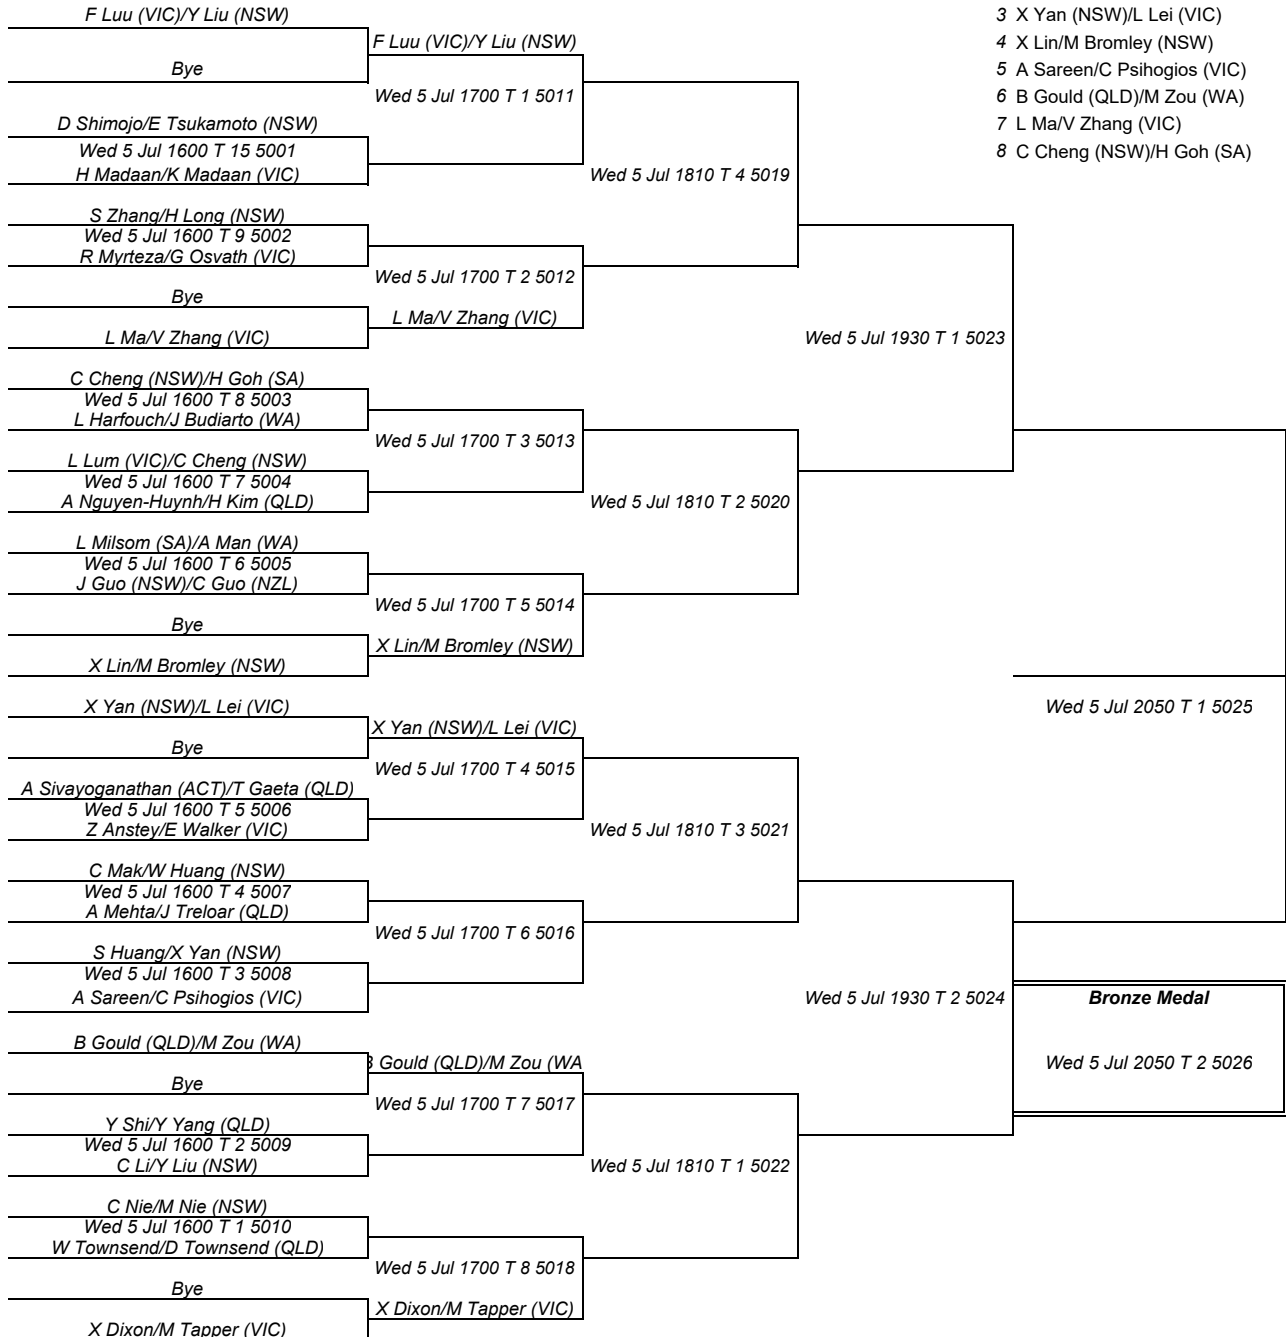 F Luu (VIC)/Y Liu (NSW)
Bye
D Shimojo/E Tsukamoto (NSW)
Wed 5 Jul 1600 T 15 5001
H Madaan/K Madaan (VIC)
S Zhang/H Long (NSW)
Wed 5 Jul 1600 T 9 5002
R Myrteza/G Osvath (VIC)
Bye
L Ma/V Zhang (VIC)
C Cheng (NSW)/H Goh (SA)
Wed 5 Jul 1600 T 8 5003
L Harfouch/J Budiarto (WA)
L Lum (VIC)/C Cheng (NSW)
Wed 5 Jul 1600 T 7 5004
A Nguyen-Huynh/H Kim (QLD)
L Milsom (SA)/A Man (WA)
Wed 5 Jul 1600 T 6 5005
J Guo (NSW)/C Guo (NZL)
Bye
X Lin/M Bromley (NSW)
X Yan (NSW)/L Lei (VIC)
Bye
A Sivayoganathan (ACT)/T Gaeta (QLD)
Wed 5 Jul 1600 T 5 5006
Z Anstey/E Walker (VIC)
C Mak/W Huang (NSW)
Wed 5 Jul 1600 T 4 5007
A Mehta/J Treloar (QLD)
S Huang/X Yan (NSW)
Wed 5 Jul 1600 T 3 5008
A Sareen/C Psihogios (VIC)
B Gould (QLD)/M Zou (WA)
Bye
Y Shi/Y Yang (QLD)
Wed 5 Jul 1600 T 2 5009
C Li/Y Liu (NSW)
C Nie/M Nie (NSW)
Wed 5 Jul 1600 T 1 5010
W Townsend/D Townsend (QLD)
Bye
X Dixon/M Tapper (VIC)
F Luu (VIC)/Y Liu (NSW)
Wed 5 Jul 1700 T 1 5011
Wed 5 Jul 1700 T 2 5012
L Ma/V Zhang (VIC)
Wed 5 Jul 1700 T 3 5013
Wed 5 Jul 1700 T 5 5014
X Lin/M Bromley (NSW)
X Yan (NSW)/L Lei (VIC)
Wed 5 Jul 1700 T 4 5015
Wed 5 Jul 1700 T 6 5016
B Gould (QLD)/M Zou (WA
Wed 5 Jul 1700 T 7 5017
Wed 5 Jul 1700 T 8 5018
X Dixon/M Tapper (VIC)
Wed 5 Jul 1810 T 4 5019
Wed 5 Jul 1810 T 2 5020
Wed 5 Jul 1810 T 3 5021
Wed 5 Jul 1810 T 1 5022
Wed 5 Jul 1930 T 1 5023
Wed 5 Jul 1930 T 2 5024
3 X Yan (NSW)/L Lei (VIC)
4 X Lin/M Bromley (NSW)
5 A Sareen/C Psihogios (VIC)
6 B Gould (QLD)/M Zou (WA)
7 L Ma/V Zhang (VIC)
8 C Cheng (NSW)/H Goh (SA)
Wed 5 Jul 2050 T 1 5025
Bronze Medal
Wed 5 Jul 2050 T 2 5026